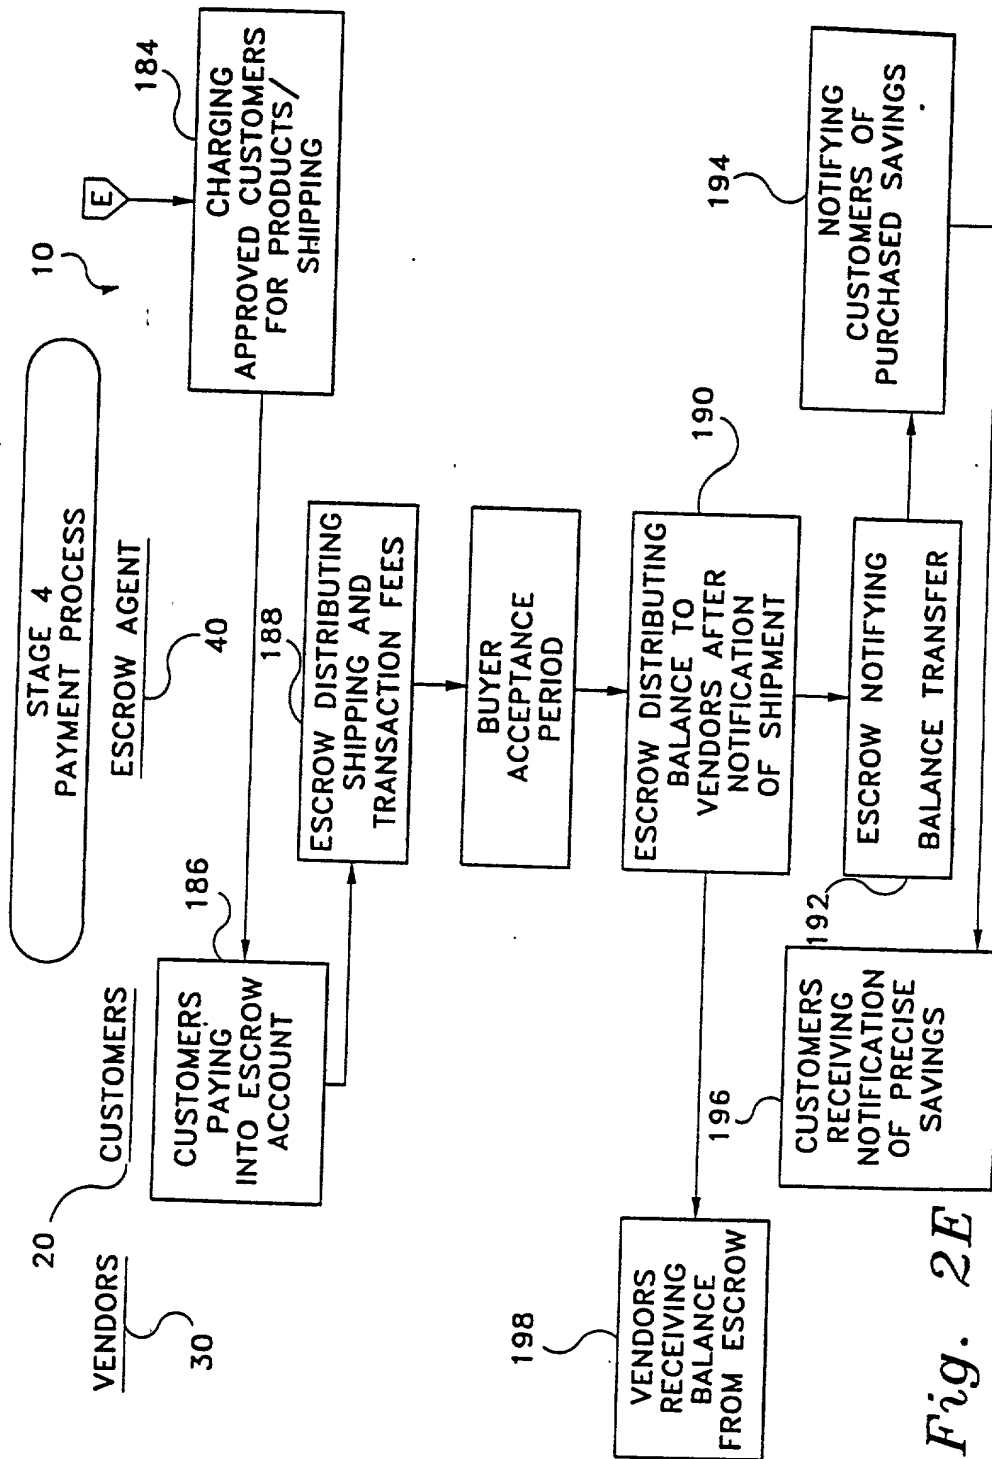 STAGE 4
PAYMENT PROCESS
10
E
VENDORS
30
20
CUSTOMERS
ESCROW AGENT
40
184
CHARGING
APPROVED CUSTOMERS
FOR PRODUCTS/
SHIPPING
186
CUSTOMERS
PAYING
INTO ESCROW
ACCOUNT
188
ESCROW DISTRIBUTING
SHIPPING AND
TRANSACTION FEES
BUYER
ACCEPTANCE
PERIOD
190
ESCROW DISTRIBUTING
BALANCE TO
VENDORS AFTER
NOTIFICATION
OF SHIPMENT
198
VENDORS
RECEIVING
BALANCE
FROM ESCROW
192
ESCROW NOTIFYING
BALANCE TRANSFER
194
NOTIFYING
CUSTOMERS OF
PURCHASED SAVINGS
196
CUSTOMERS
RECEIVING
NOTIFICATION
OF PRECISE
SAVINGS
Fig. 2E